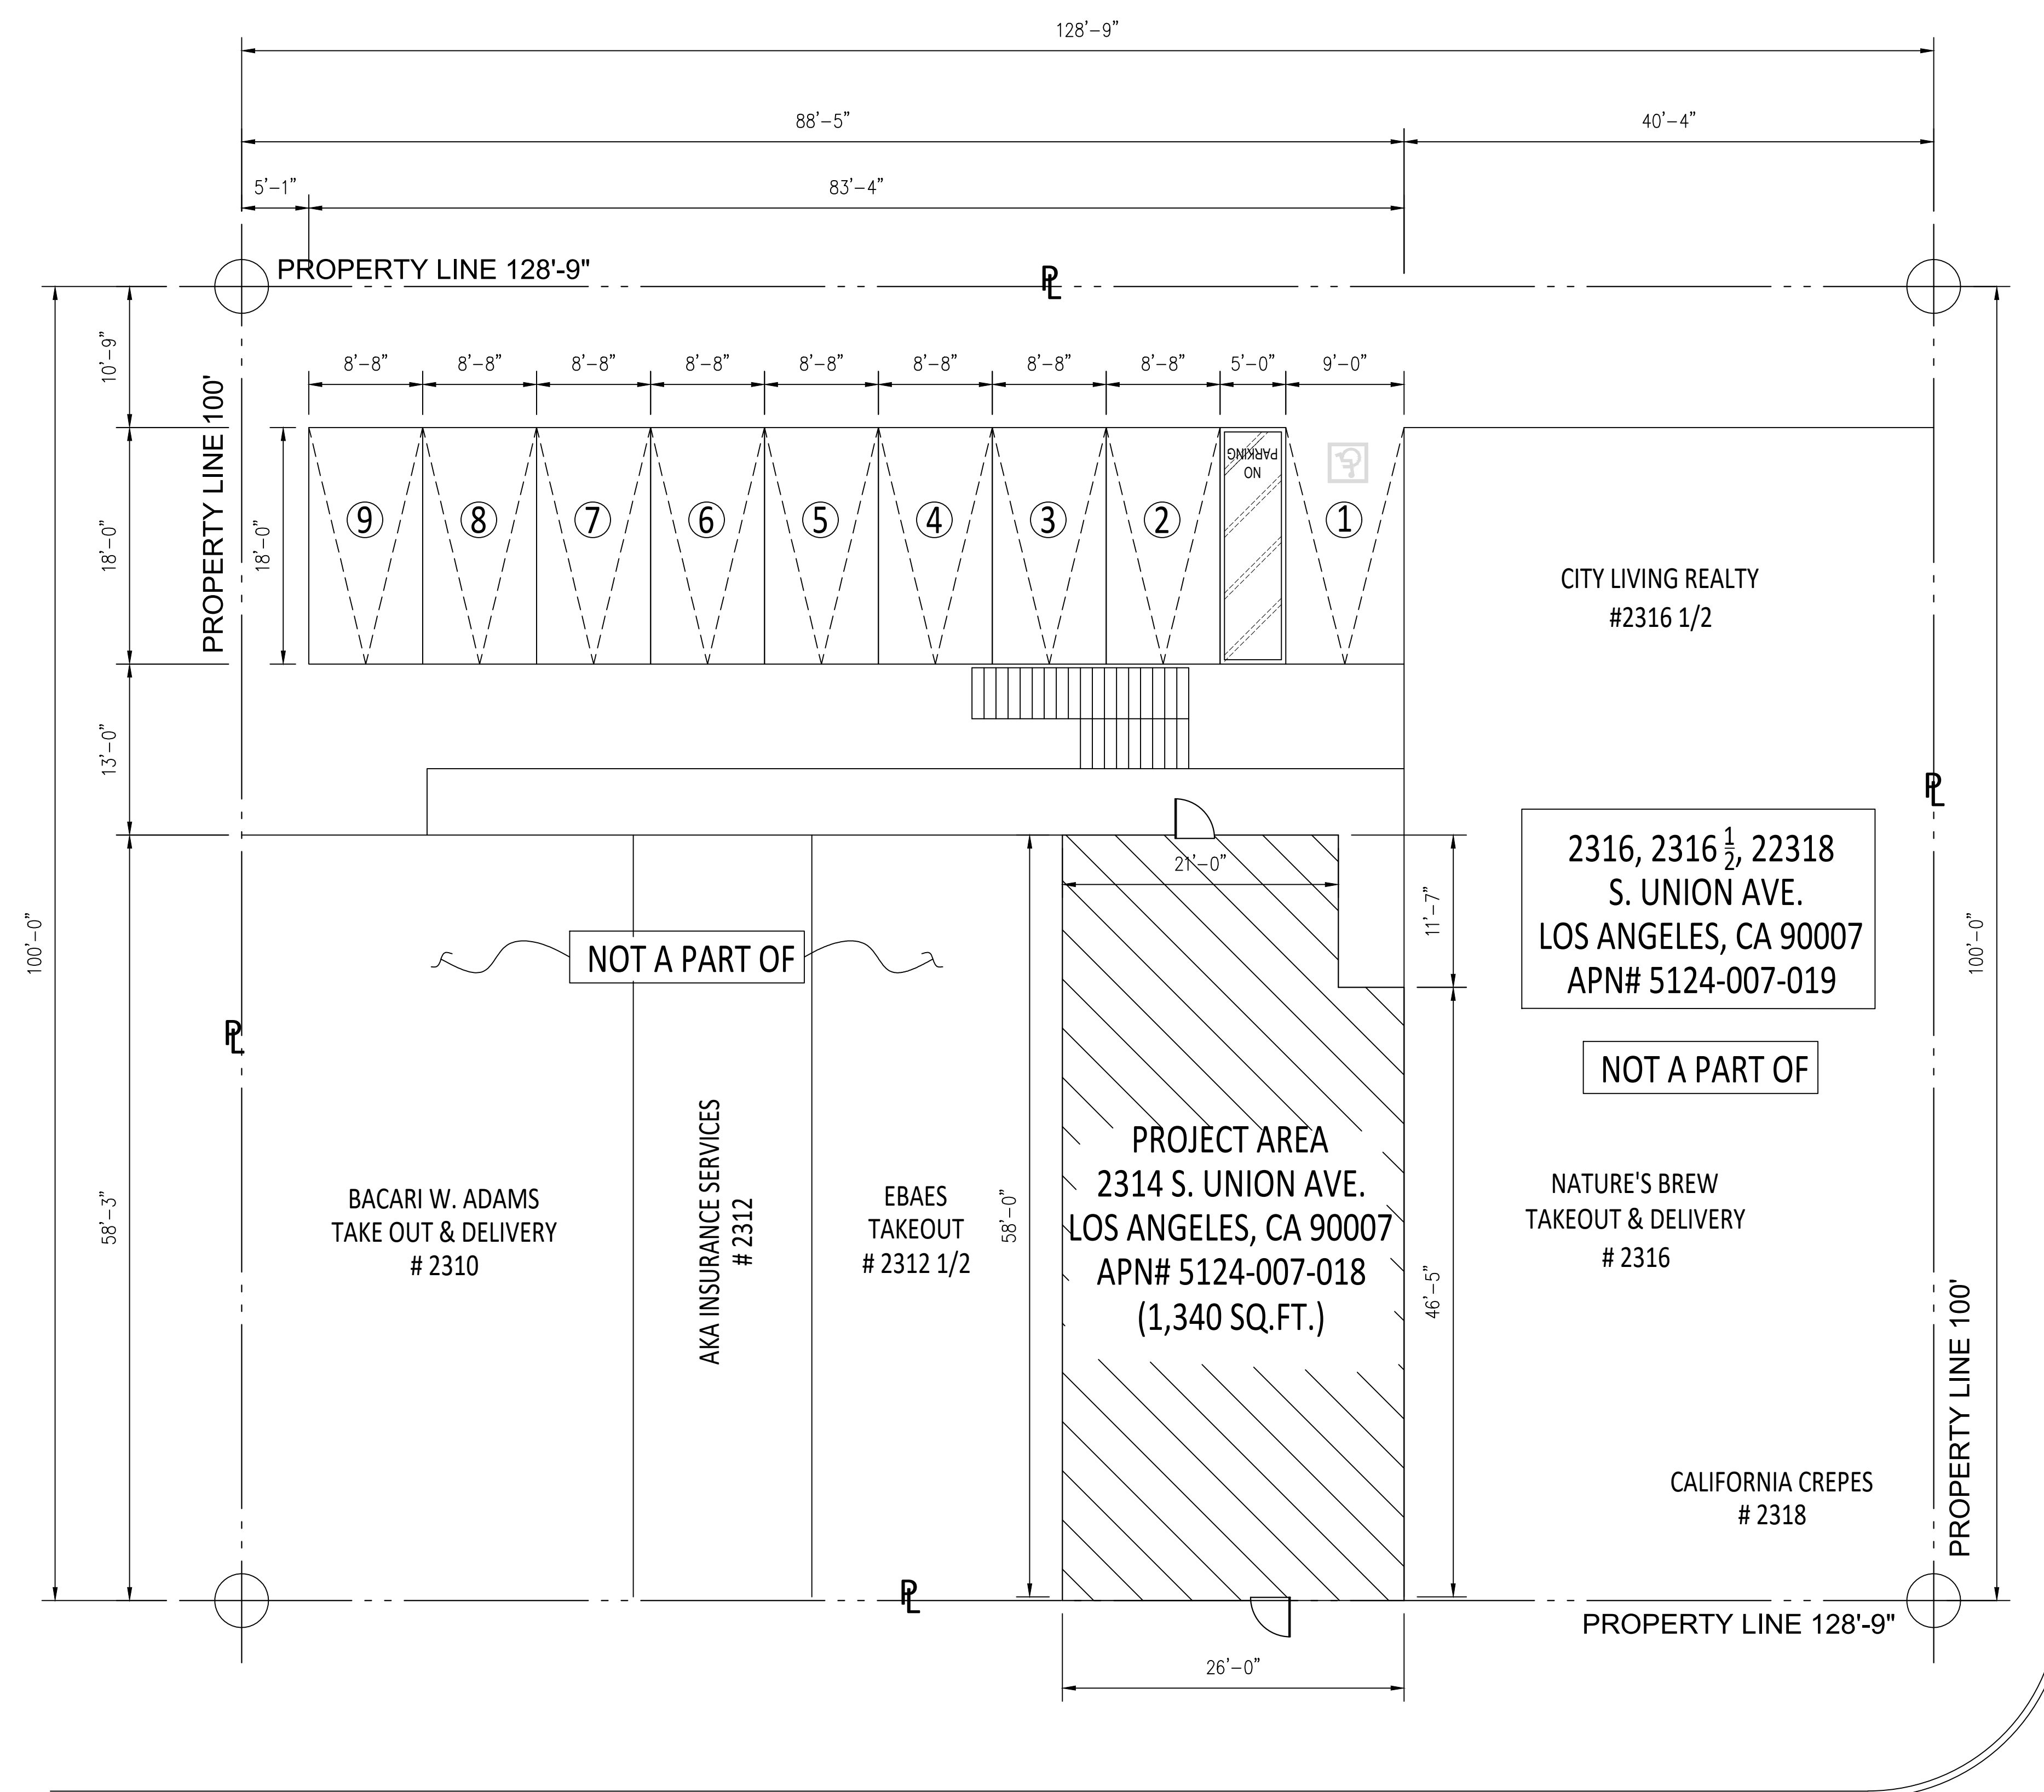 128'-9"
88'-5"
40'-4"
5'-1"
83'-4"
PROPERTY LINE 128'-9"
PL
10'-9"
8'-8"
8'-8"
8'-8"
8'-8"
8'-8"
8'-8"
8'-8"
8'-8"
5'-0"
9'-0"
PROPERTY LINE 100'
18'-0"
18'-0"
NO
PARKING
9
8
7
6
5
4
3
2
1
CITY LIVING REALTY
#2316 1/2
13'-0"
PL
2316, 2316 1/2, 22318
S. UNION AVE.
LOS ANGELES, CA 90007
APN# 5124-007-019
21'-0"
11'-7"
100'-0"
100'-0"
NOT A PART OF
PL
NOT A PART OF
PROJECT AREA
2314 S. UNION AVE.
LOS ANGELES, CA 90007
APN# 5124-007-018
(1,340 SQ.FT.)
58'-3"
BACARI W. ADAMS
TAKE OUT & DELIVERY
# 2310
AKA INSURANCE SERVICES
# 2312
EBAES
TAKEOUT
# 2312 1/2
58'-0"
46'-5"
NATURE'S BREW
TAKEOUT & DELIVERY
# 2316
CALIFORNIA CREPES
# 2318
PROPERTY LINE 100'
PL
PROPERTY LINE 128'-9"
26'-0"